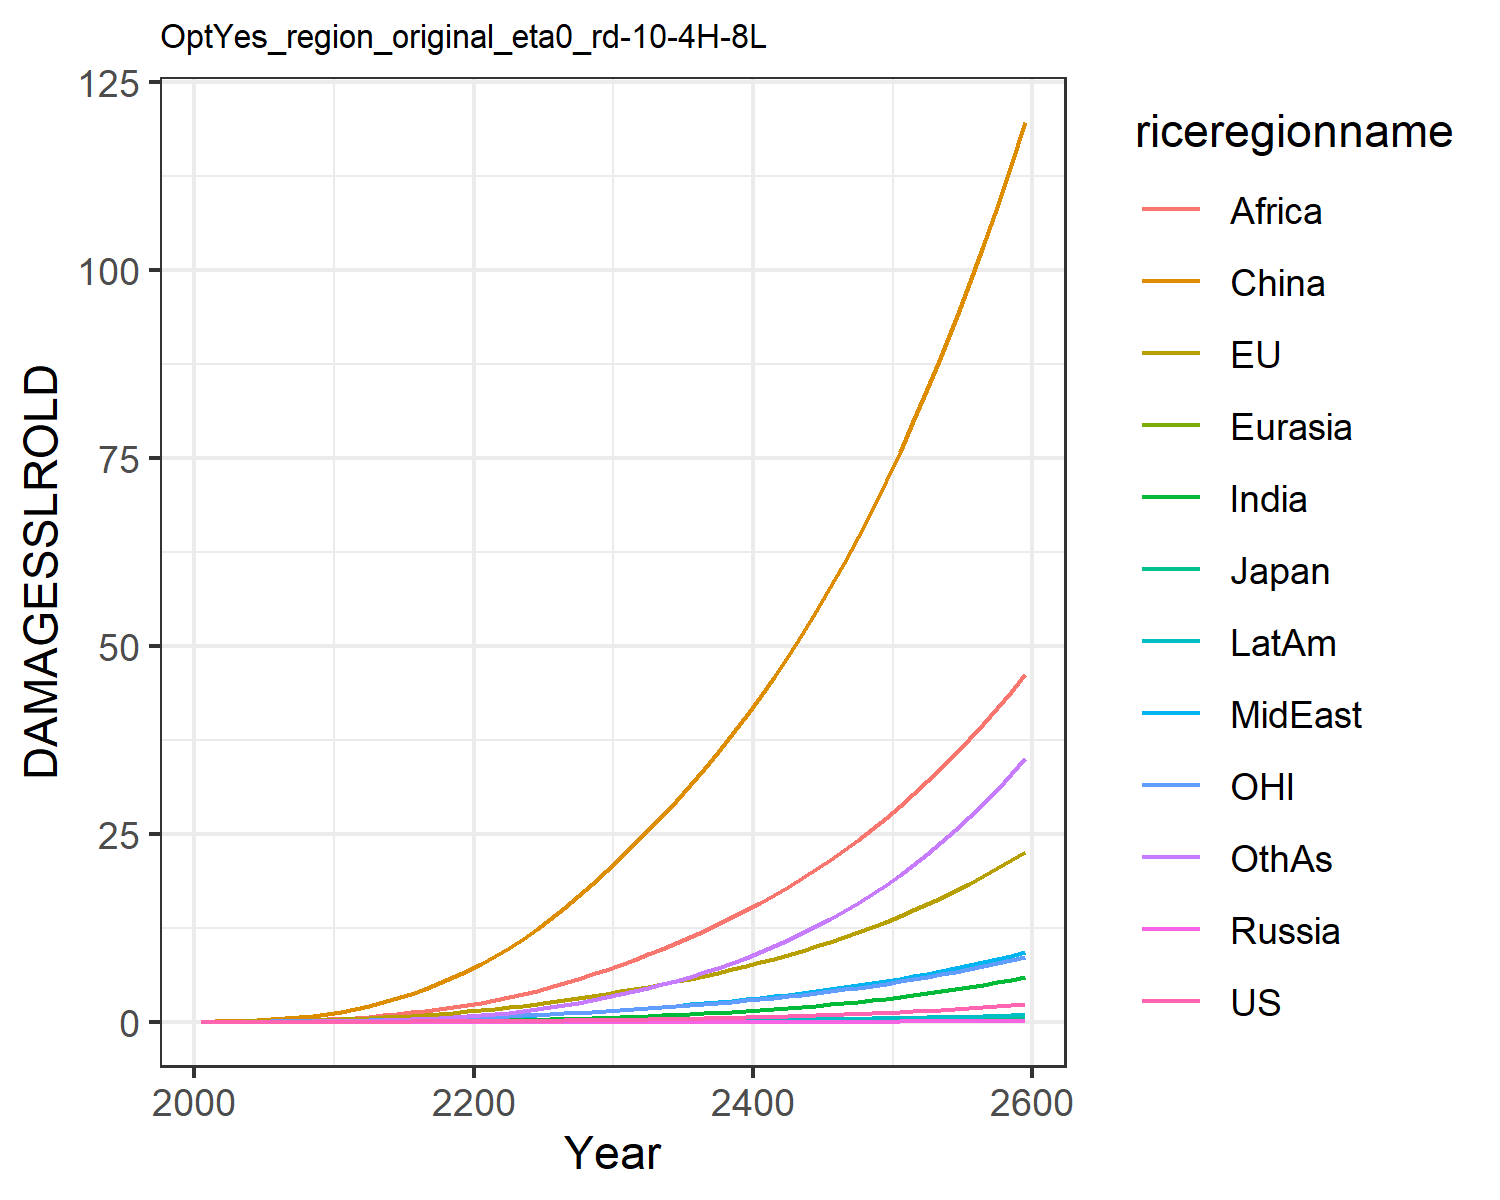 OptYes_region_original_eta0_rd-10-4H-8L
125
100
75
50
25
0
DAMAGESSLROLD
2000
2200
2400
2600
Year
riceregionname
Africa
China
EU
Eurasia
India
Japan
LatAm
MidEast
OHI
OthAs
Russia
US